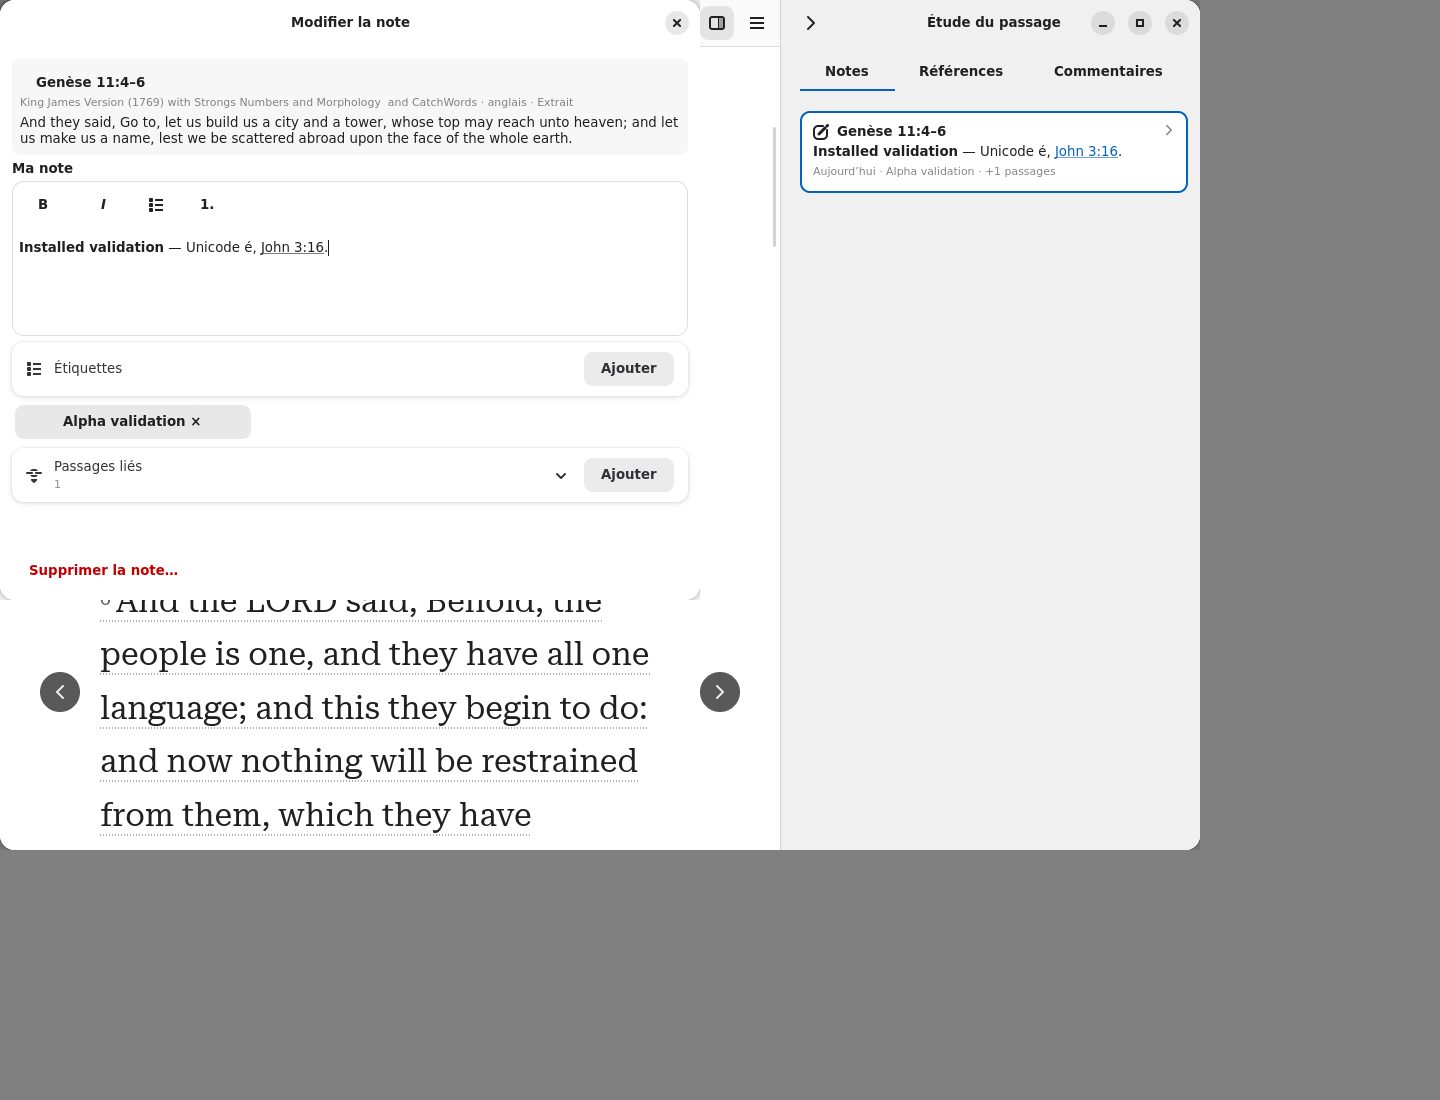 Modifier la note
Genèse 11:4–6
King James Version (1769) with Strongs Numbers and Morphology  and CatchWords · anglais · Extrait
And they said, Go to, let us build us a city and a tower, whose top may reach unto heaven; and let
us make us a name, lest we be scattered abroad upon the face of the whole earth.
Ma note
B I 1.
Installed validation — Unicode é, John 3:16.
Étiquettes
Ajouter
Alpha validation ×
Passages liés
1
Ajouter
Supprimer la note…
And the LORD said, Behold, the
people is one, and they have all one
language; and this they begin to do:
and now nothing will be restrained
from them, which they have
Étude du passage
Notes
Références
Commentaires
Genèse 11:4–6
Installed validation — Unicode é, John 3:16.
Aujourd’hui · Alpha validation · +1 passages